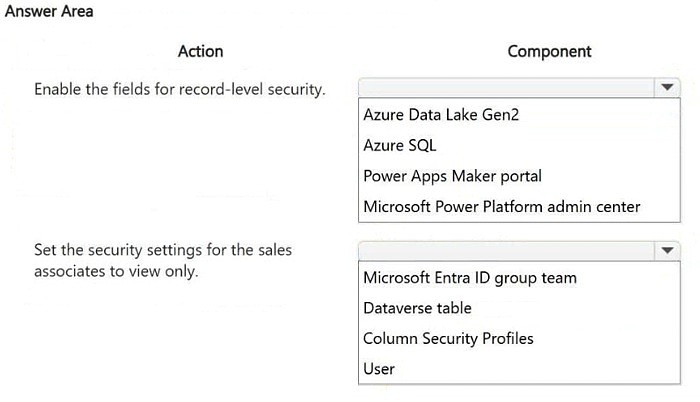 Answer Area
Action Component
Enable the fields for record-level security.
Azure Data Lake Gen2
Azure SQL
Power Apps Maker portal
Microsoft Power Platform admin center
Set the security settings for the sales
associates to view only.
Microsoft Entra ID group team
Dataverse table
Column Security Profiles
User